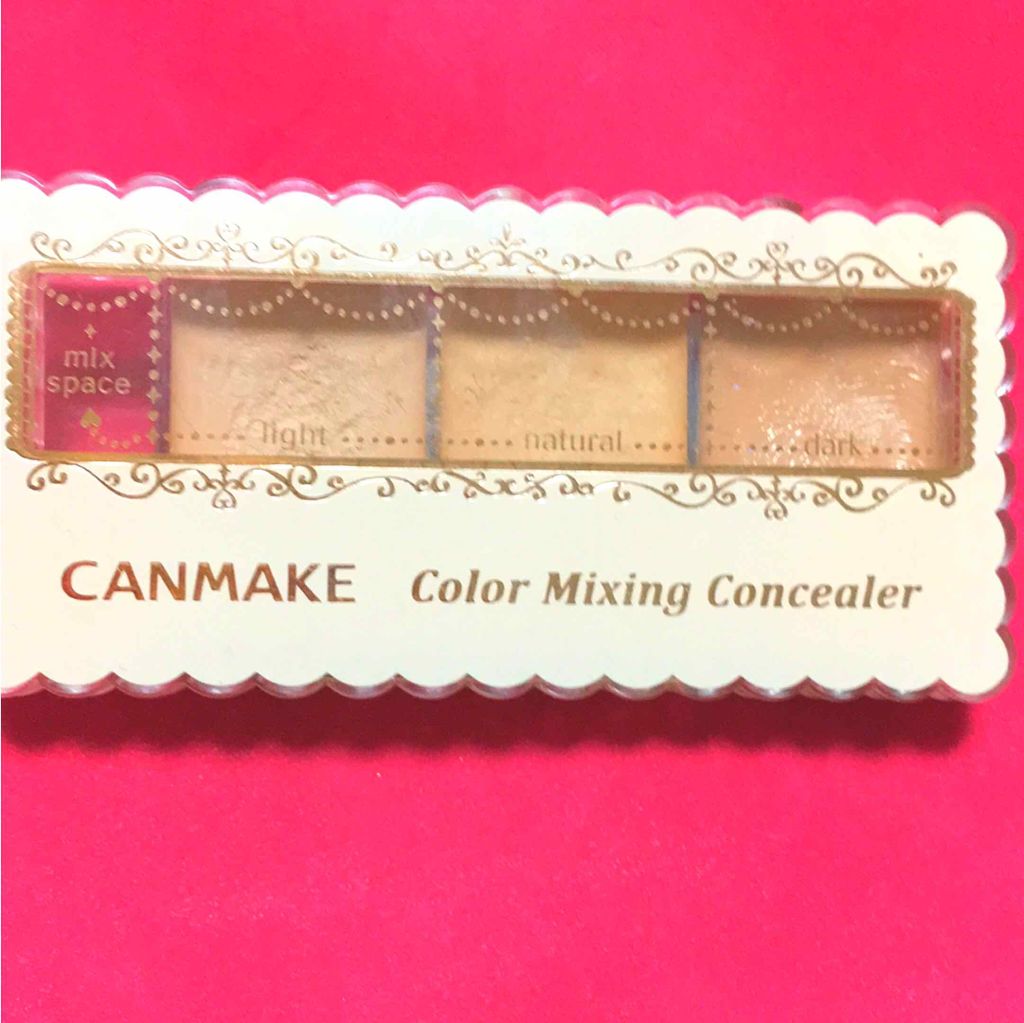 mix
space
light
natural
dark
CANMAKE
Color Mixing Concealer